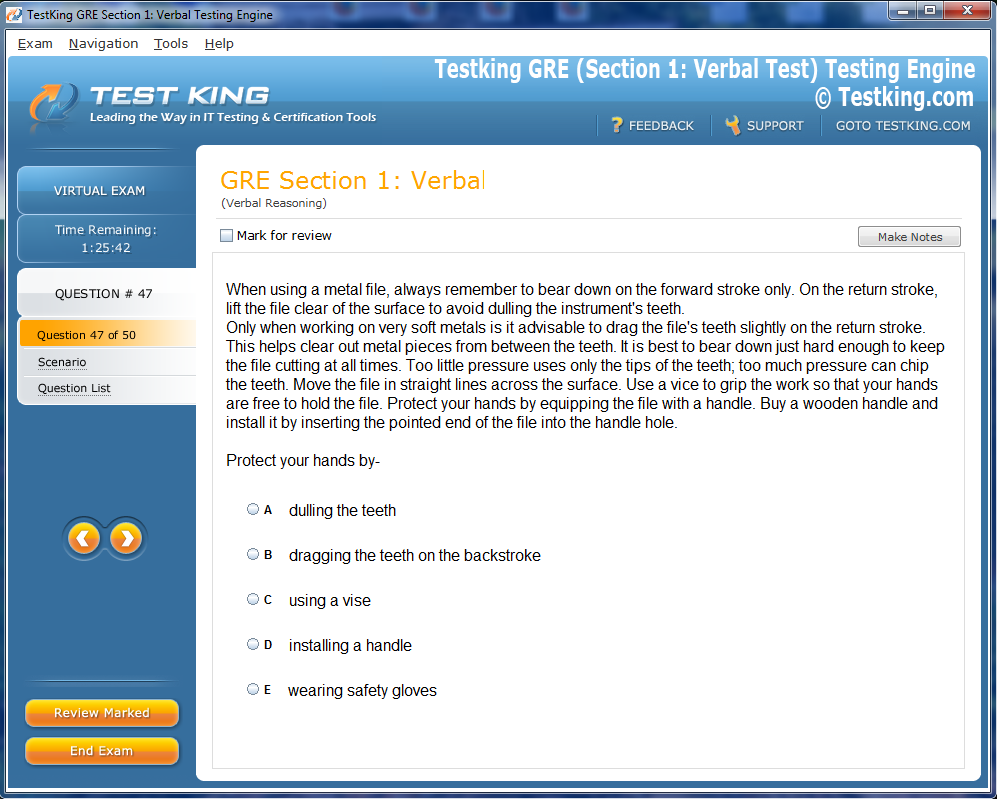 TestKing GRE Section 1: Verbal Testing Engine
Exam Navigation Tools Help
Testking GRE (Section 1: Verbal Test) Testing Engine
© Testking.com
TEST KING
Leading the Way in IT Testing & Certification Tools
? FEEDBACK SUPPORT GOTO TESTKING.COM
VIRTUAL EXAM
Time Remaining:
1:25:42
QUESTION # 47
Question 47 of 50
Scenario
Question List
Review Marked
End Exam
GRE Section 1: Verbal
(Verbal Reasoning)
Mark for review
Make Notes
When using a metal file, always remember to bear down on the forward stroke only. On the return stroke,
lift the file clear of the surface to avoid dulling the instrument's teeth.
Only when working on very soft metals is it advisable to drag the file's teeth slightly on the return stroke.
This helps clear out metal pieces from between the teeth. It is best to bear down just hard enough to keep
the file cutting at all times. Too little pressure uses only the tips of the teeth; too much pressure can chip
the teeth. Move the file in straight lines across the surface. Use a vice to grip the work so that your hands
are free to hold the file. Protect your hands by equipping the file with a handle. Buy a wooden handle and
install it by inserting the pointed end of the file into the handle hole.
Protect your hands by-
A dulling the teeth
B dragging the teeth on the backstroke
C using a vise
D installing a handle
E wearing safety gloves